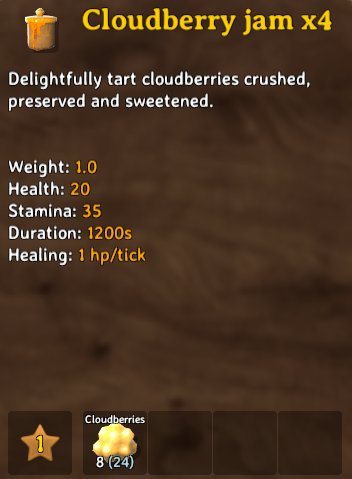 Cloudberry jam x4
Delightfully tart cloudberries crushed,
preserved and sweetened.
Weight: 1.0
Health: 20
Stamina: 35
Duration: 1200s
Healing: 1 hp/tick
Cloudberries
1
8 (24)